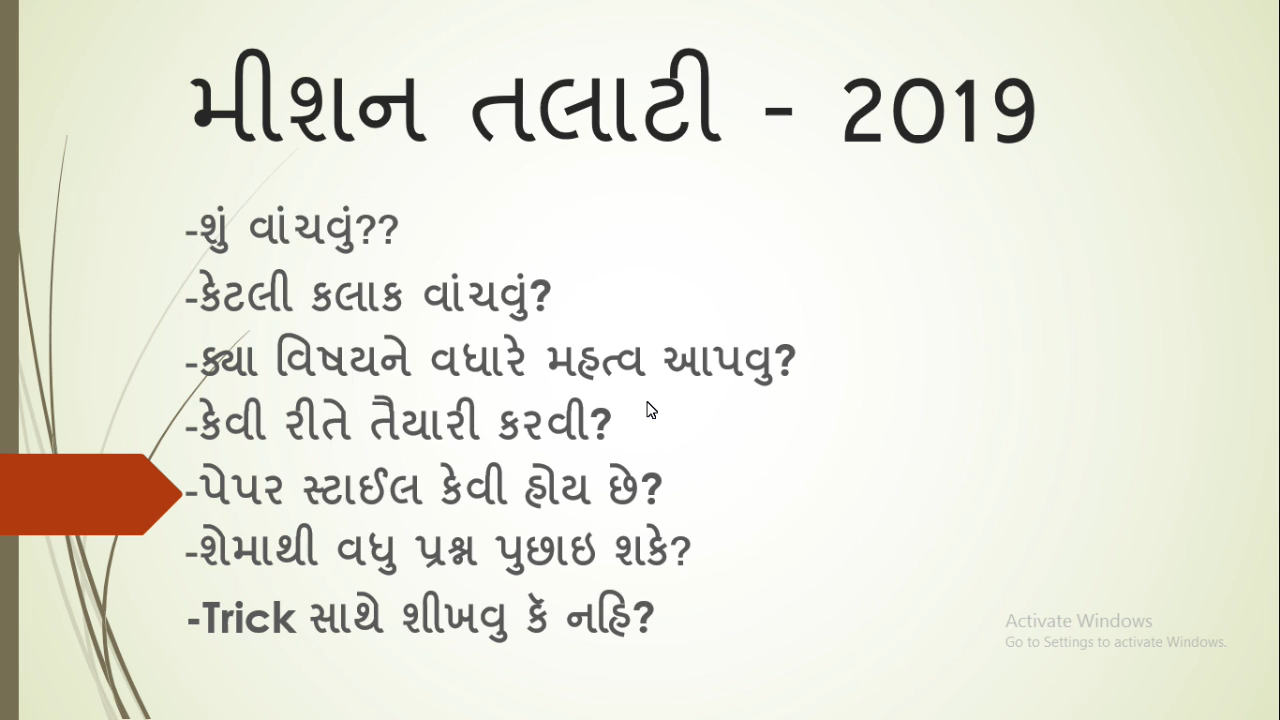 મીશન તલાટી - 2019
-શું વાંચવું??
-કેટલી કલાક વાંચવું?
-ક્યા વિષયને વધારે મહત્વ આપવુ?
-કેવી રીતે તૈયારી કરવી?
-પેપર સ્ટાઈલ કેવી હોય છે?
-શેમાથી વધુ પ્રશ્ન પુછાઇ શકે?
-Trick સાથે શીખવુ કૅ નહિ?
Activate Windows
Go to Settings to activate Windows.